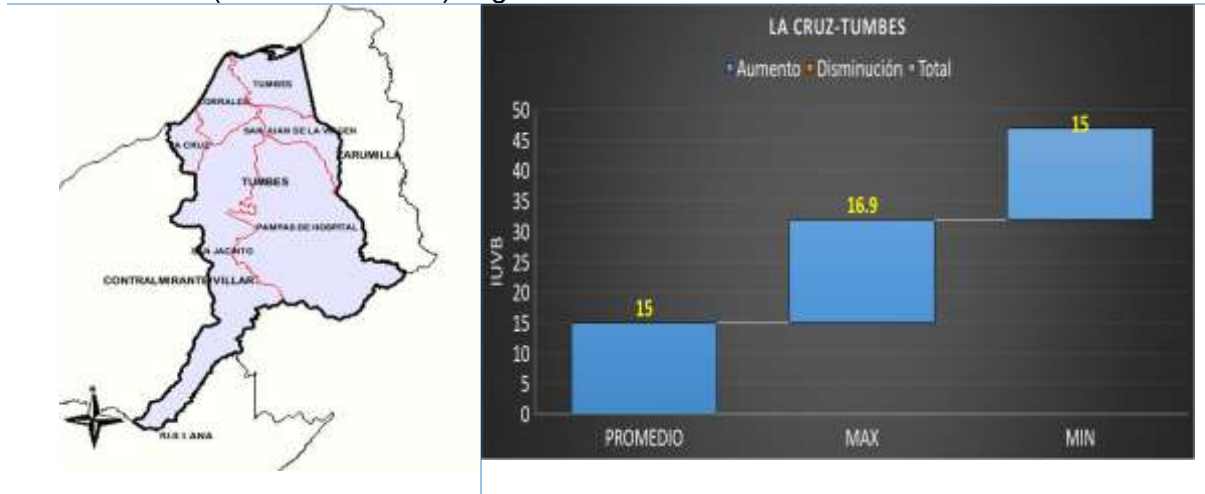 TUMBES
CORRALES
SAN JUAN DE LA VIRGEN
A CRUZ
ZARUMILLA
TUMBES
PAMPAS DE HOSPITAL
SAN JACINTO
CONTRALMIRANTE VILLAR
LA CRUZ-TUMBES
Aumento Disminución Total
IUVB
50
45
40
35
30
25
20
15
10
5
0
15
16.9
15
PROMEDIO MAX MIN